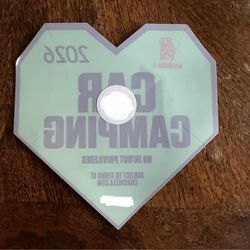 2026
CAR
CAMPING
NO IN/OUT PRIVILEGES
SUBJECT TO TERMS AT
COACHELLA.COM